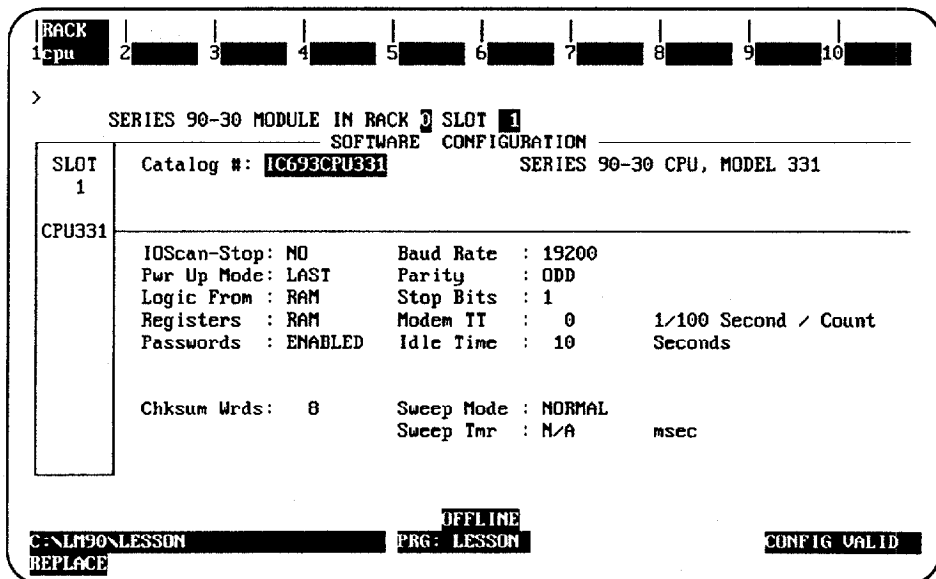 RACK
1cpu 2 3 4 5 6 7 8 9 10
>
SERIES 90-30 MODULE IN RACK 0 SLOT 1
SOFTWARE CONFIGURATION
SLOT Catalog #: IC693CPU331 SERIES 90-30 CPU, MODEL 331
1
CPU331
IOScan-Stop: NO Baud Rate : 19200
Pwr Up Mode: LAST Parity : ODD
Logic From : RAM Stop Bits : 1
Registers : RAM Modem TT : 0 1/100 Second / Count
Passwords : ENABLED Idle Time : 10 Seconds
Chksum Wrds: 8 Sweep Mode : NORMAL
Sweep Tmr : N/A msec
OFFLINE
C:\LM90\LESSON PRG: LESSON CONFIG VALID
REPLACE